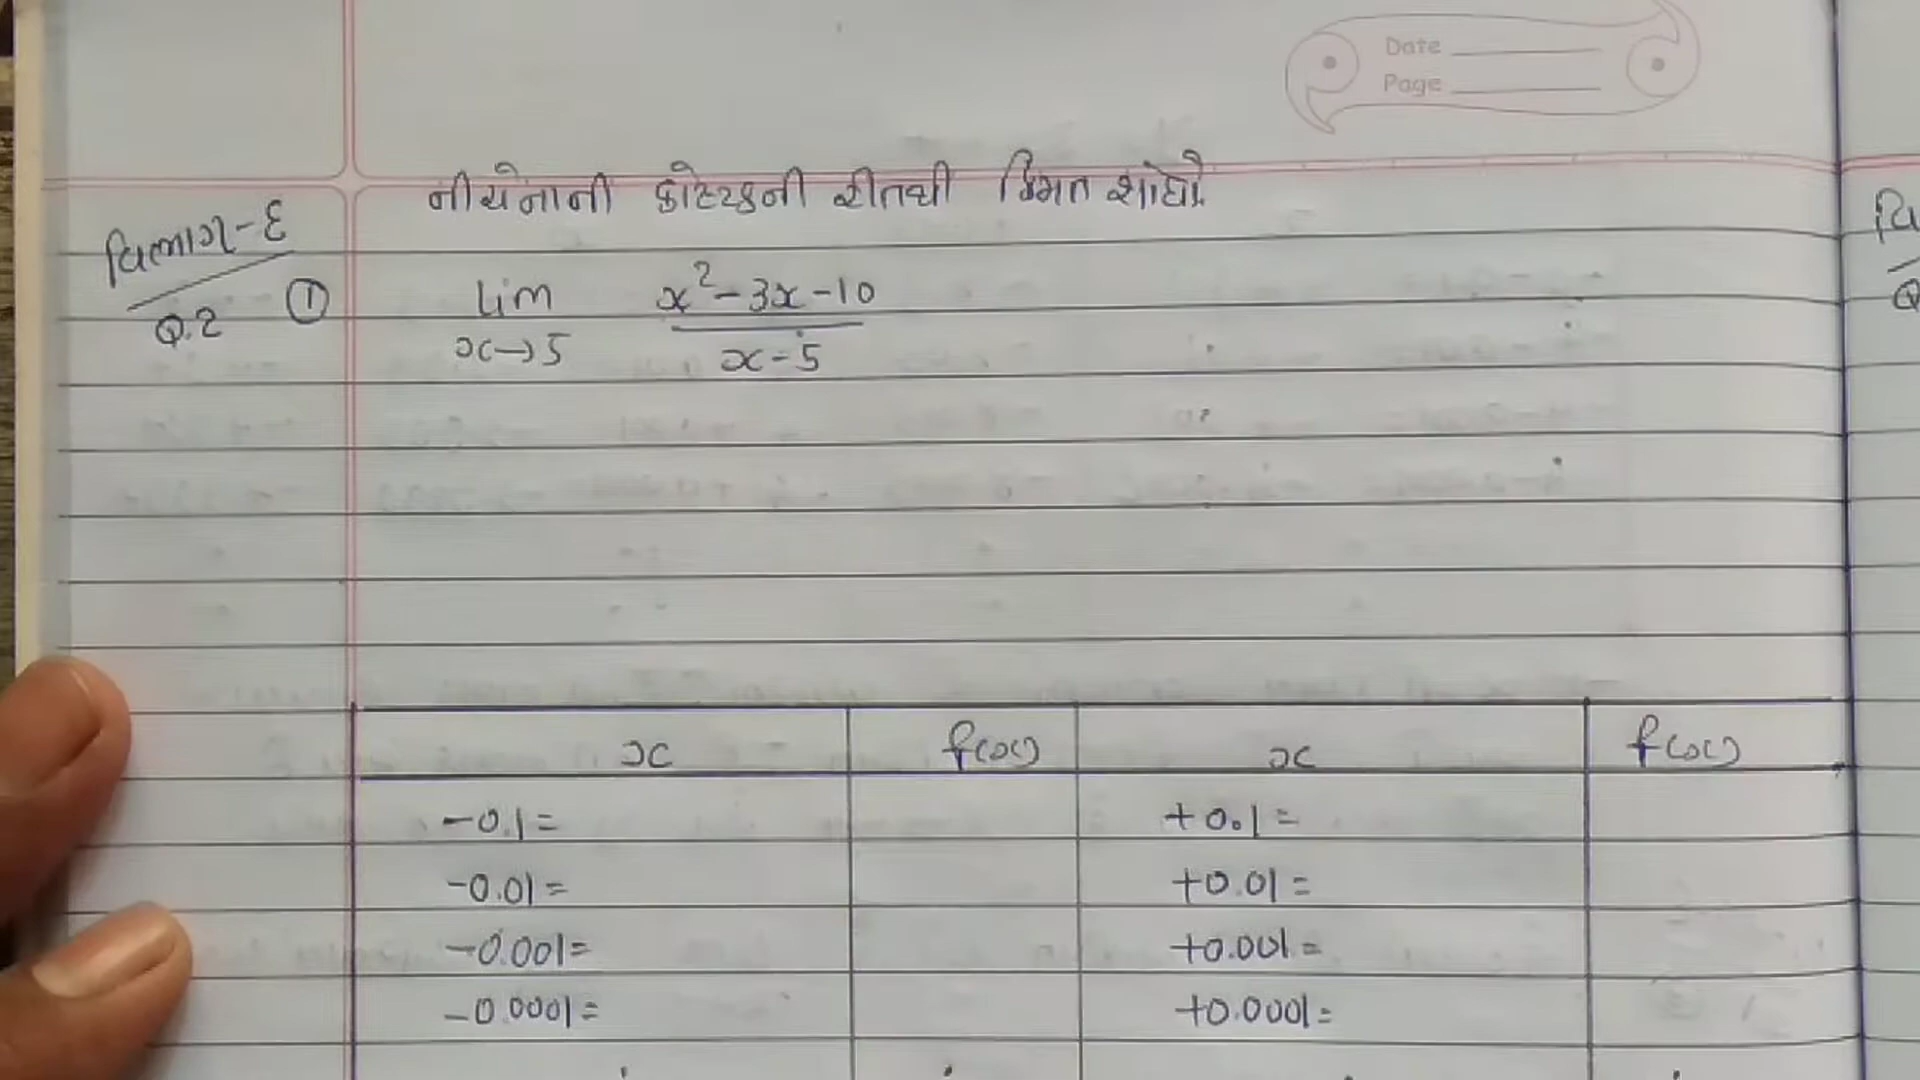 Date
Page
નીચેનાની કોષ્ટકની રીતથી કિંમત શોધો.
વિભાગ-E
Q.2 ① lim x→5 x²-3x-10 / x-5
x f(x) x f(x)
-0.1= +0.1=
-0.01= +0.01=
-0.001= +0.001=
-0.0001= +0.0001=